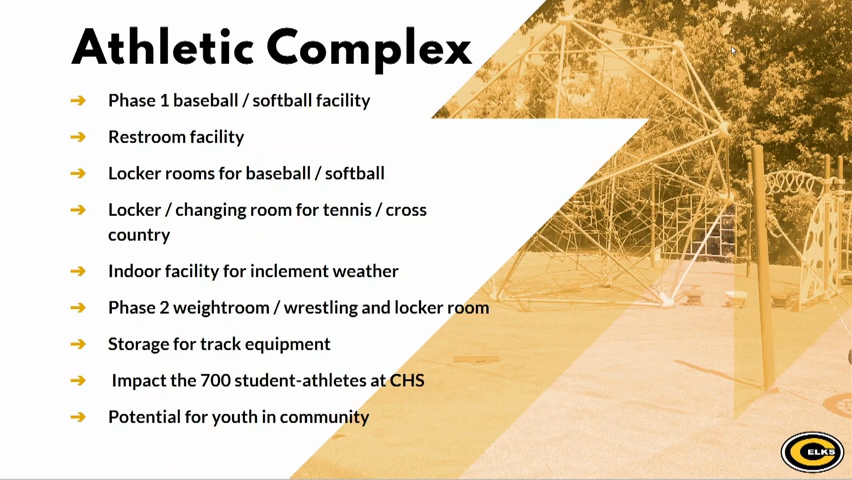 Athletic Complex
➔ Phase 1 baseball / softball facility
➔ Restroom facility
➔ Locker rooms for baseball / softball
➔ Locker / changing room for tennis / cross
country
➔ Indoor facility for inclement weather
➔ Phase 2 weightroom / wrestling and locker room
➔ Storage for track equipment
➔ Impact the 700 student-athletes at CHS
➔ Potential for youth in community
C ELKS